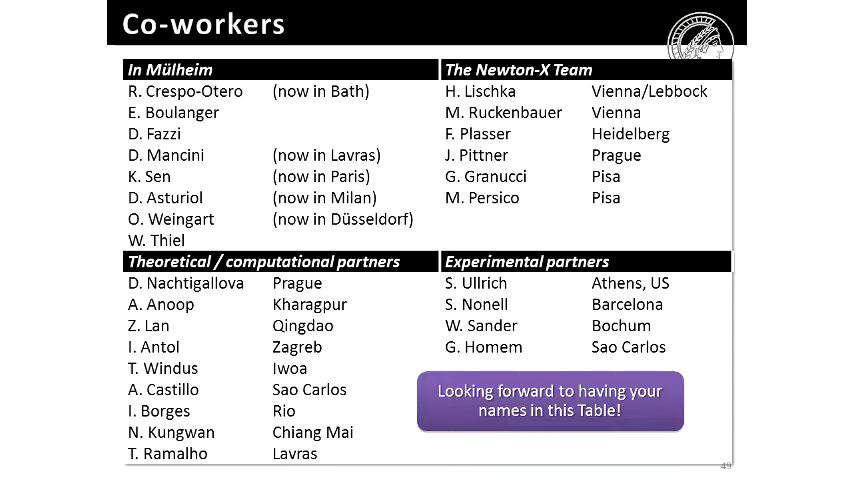 Co-workers
In Mülheim
R. Crespo-Otero (now in Bath)
E. Boulanger
D. Fazzi
D. Mancini (now in Lavras)
K. Sen (now in Paris)
D. Asturiol (now in Milan)
O. Weingart (now in Düsseldorf)
W. Thiel
The Newton-X Team
H. Lischka Vienna/Lebbock
M. Ruckenbauer Vienna
F. Plasser Heidelberg
J. Pittner Prague
G. Granucci Pisa
M. Persico Pisa
Theoretical / computational partners
D. Nachtigallova Prague
A. Anoop Kharagpur
Z. Lan Qingdao
I. Antol Zagreb
T. Windus Iwoa
A. Castillo Sao Carlos
I. Borges Rio
N. Kungwan Chiang Mai
T. Ramalho Lavras
Experimental partners
S. Ullrich Athens, US
S. Nonell Barcelona
W. Sander Bochum
G. Homem Sao Carlos
Looking forward to having your
names in this Table!
49